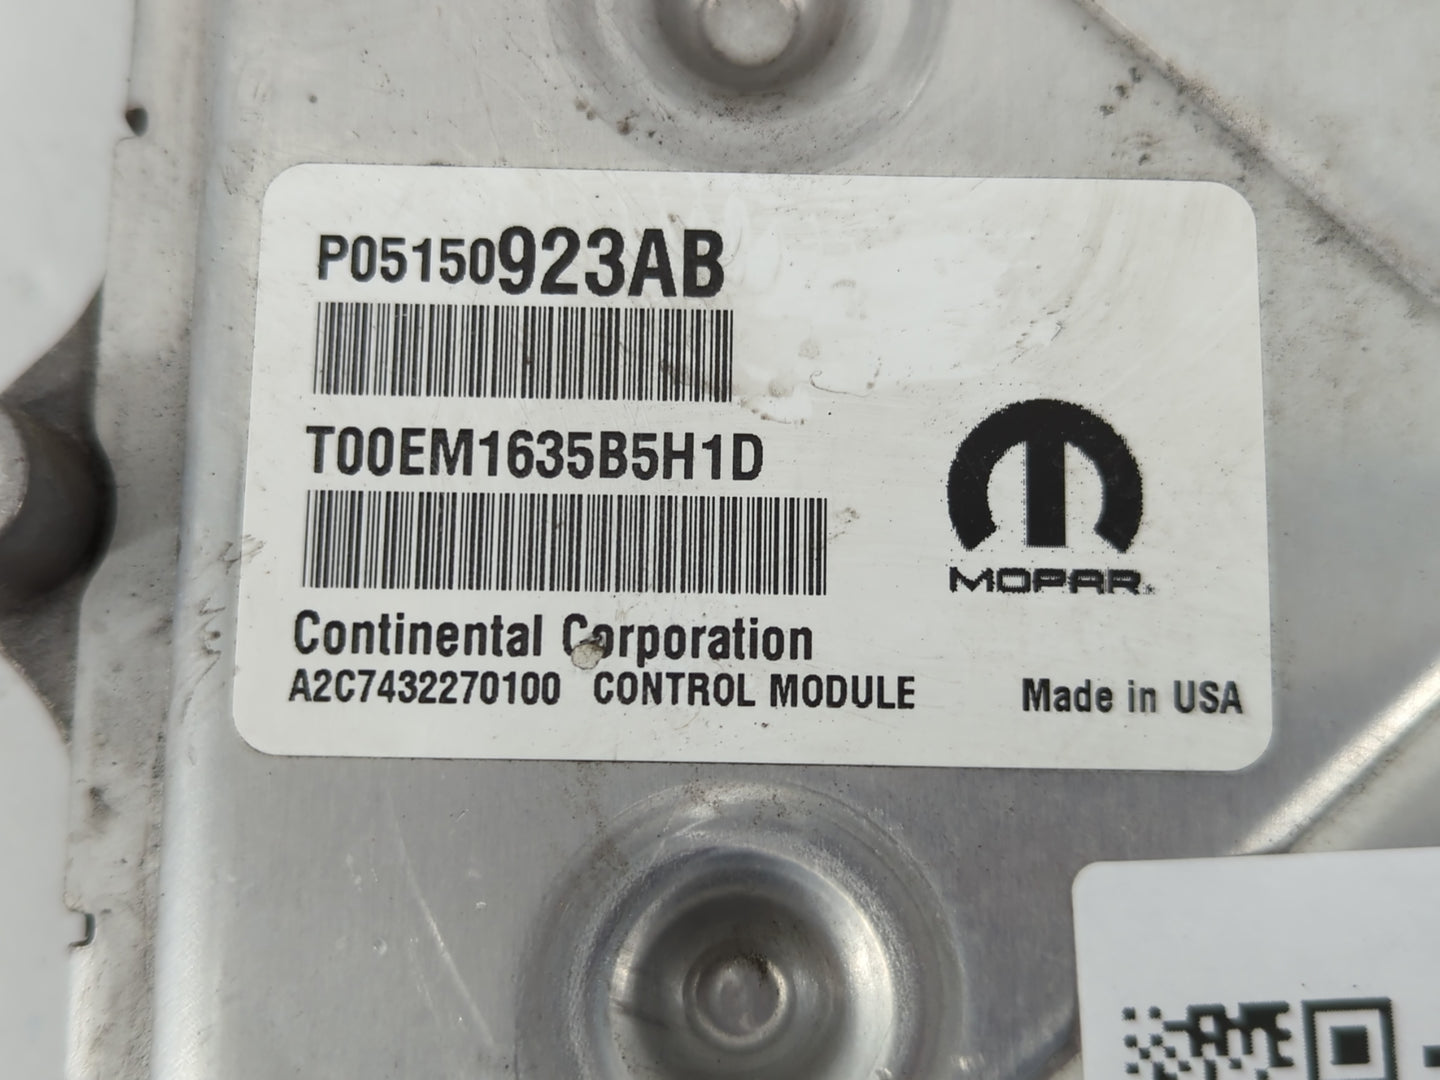 P05150923AB
T00EM1635B5H1D
MOPAR
Continental Corporation
A2C7432270100 CONTROL MODULE Made in USA